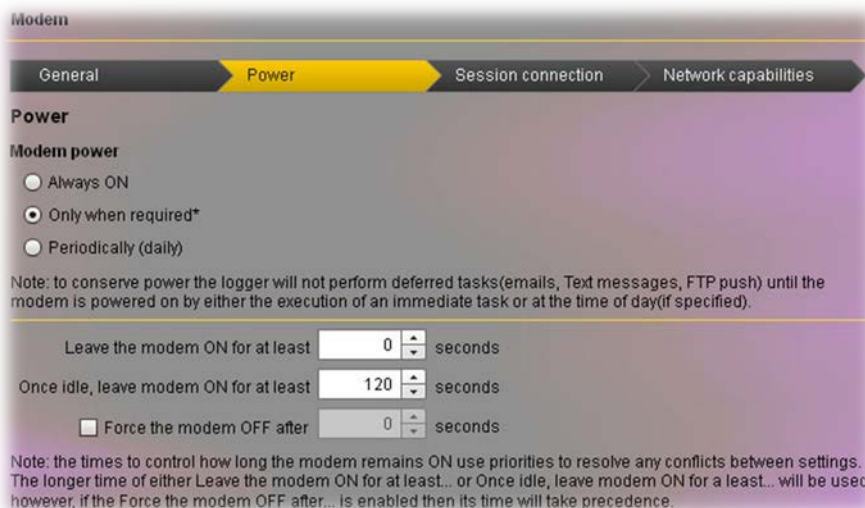 Modem
General Power Session connection Network capabilities
Power
Modem power
Always ON
Only when required*
Periodically (daily)
Note: to conserve power the logger will not perform deferred tasks(emails, Text messages, FTP push) until the
modem is powered on by either the execution of an immediate task or at the time of day(if specified).
Leave the modem ON for at least 0 seconds
Once idle, leave modem ON for at least 120 seconds
Force the modem OFF after 0 seconds
Note: the times to control how long the modem remains ON use priorities to resolve any conflicts between settings.
The longer time of either Leave the modem ON for at least... or Once idle, leave modem ON for a least... will be used
however, if the Force the modem OFF after... is enabled then its time will take precedence.